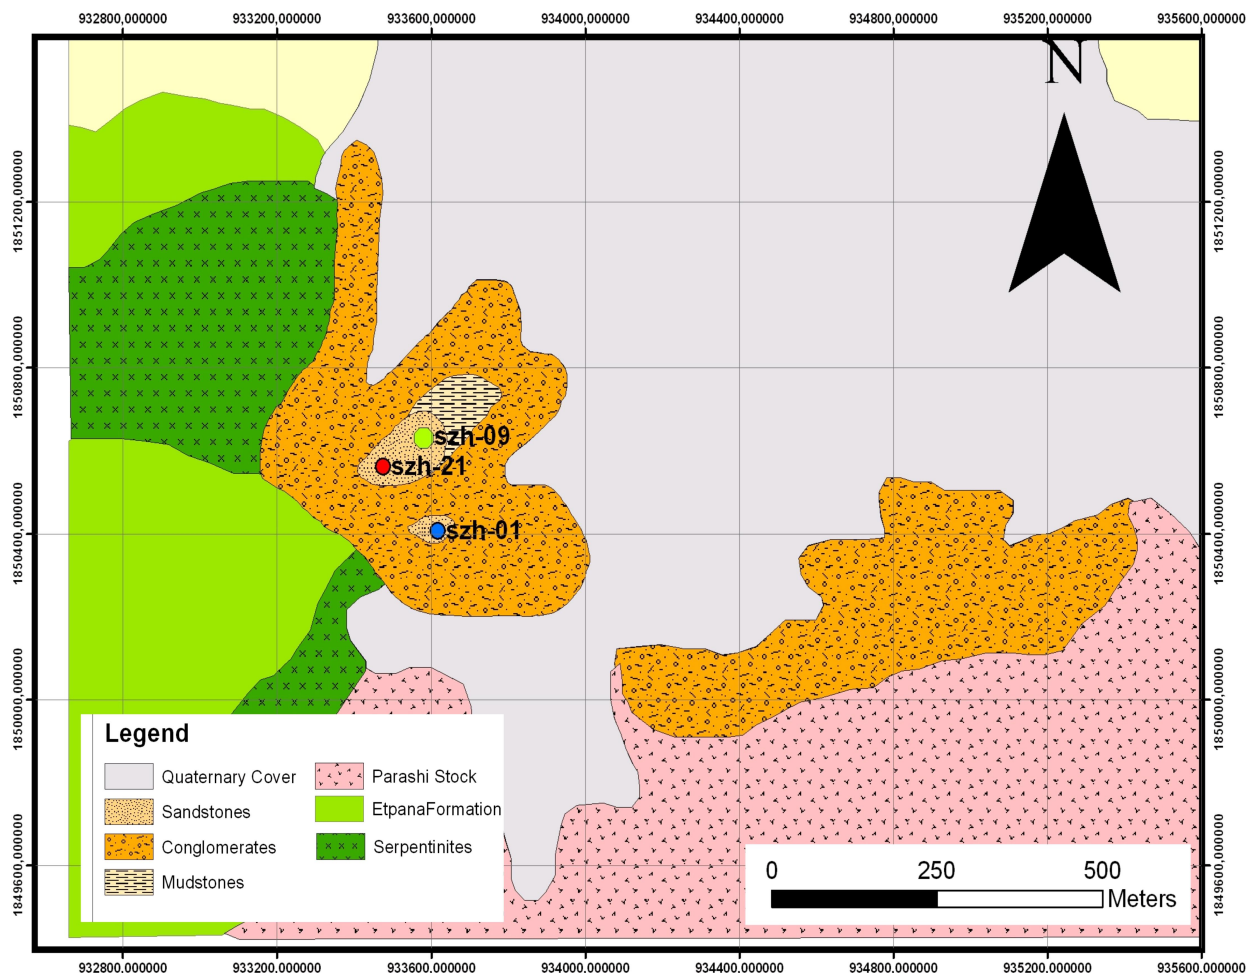 932800,000000 933200,000000 933600,000000 934000,000000 934400,000000 934800,000000 935200,000000 935600,000000
N
1851200,000000 1851200,000000
1850800,000000 1850800,000000
szh-09
szh-21
szh-01
1850400,000000 1850400,000000
1850000,000000 1850000,000000
Legend
Quaternary Cover Parashi Stock
Sandstones EtpanaFormation
Conglomerates Serpentinites
Mudstones
1849600,000000 1849600,000000
0 250 500
Meters
932800,000000 933200,000000 933600,000000 934000,000000 934400,000000 934800,000000 935200,000000 935600,000000